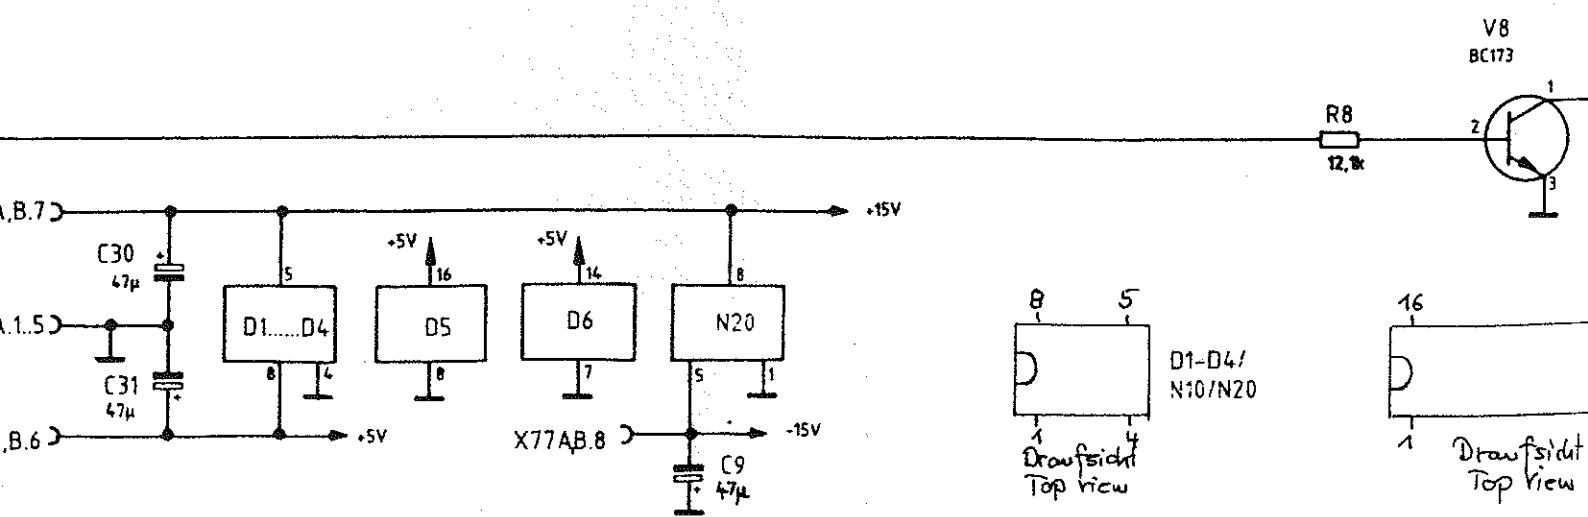 V8
BC173
1
R8
2
12,1k
3
A,B.7
+15V
C30
+
47µ
5
+5V
16
+5V
14
8
D1......D4
D5
D6
N20
8
5
16
A.1..5
D1-D4/
N10/N20
C31
47µ
+
8
4
8
7
5
1
,B.6
+5V
X77A,B.8
-15V
1
4
1
C9
47µ
+
Draufsicht
Top view
Draufsicht
Top view